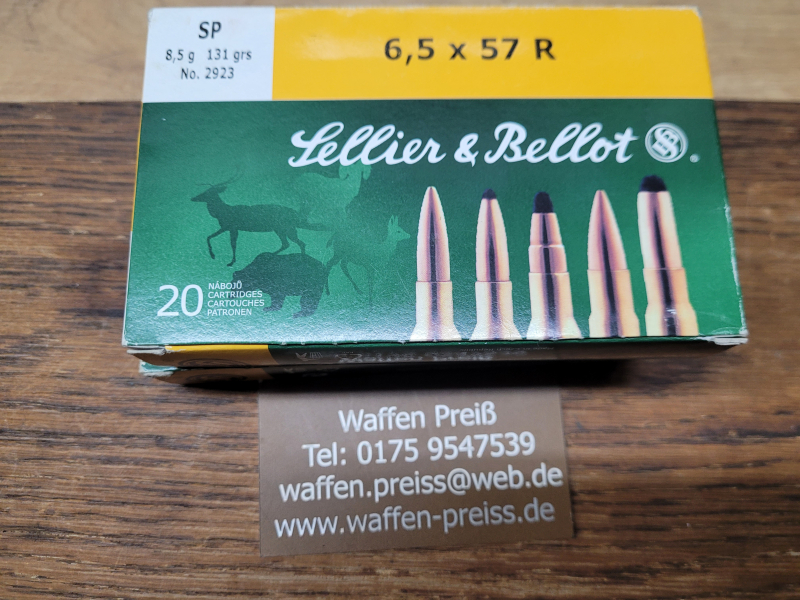 SP
8,5 g 131 grs
No. 2923
6,5 x 57 R
Lellier & Bellot
®
20
NÁBOJŮ
CARTRIDGES
CARTOUCHES
PATRONEN
Waffen Preiß
Tel: 0175 9547539
waffen.preiss@web.de
www.waffen-preiss.de